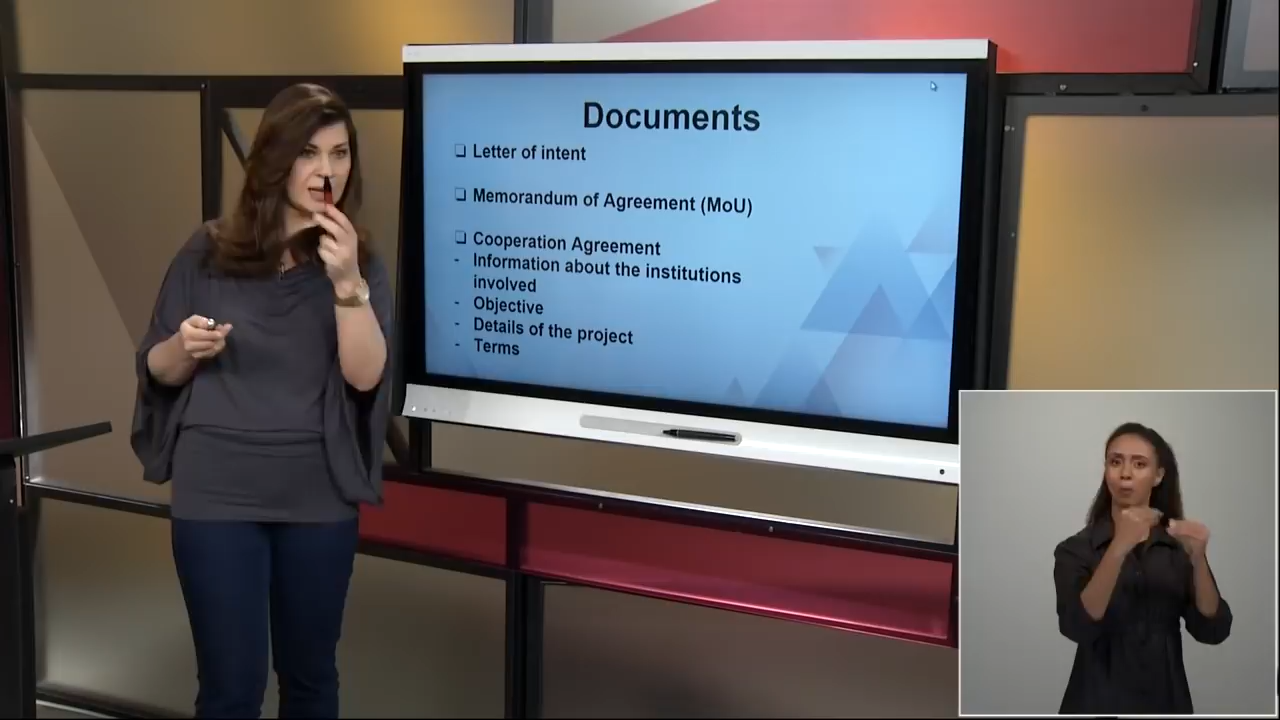 Documents
❑ Letter of intent
❑ Memorandum of Agreement (MoU)
❑ Cooperation Agreement
- Information about the institutions
involved
- Objective
- Details of the project
- Terms